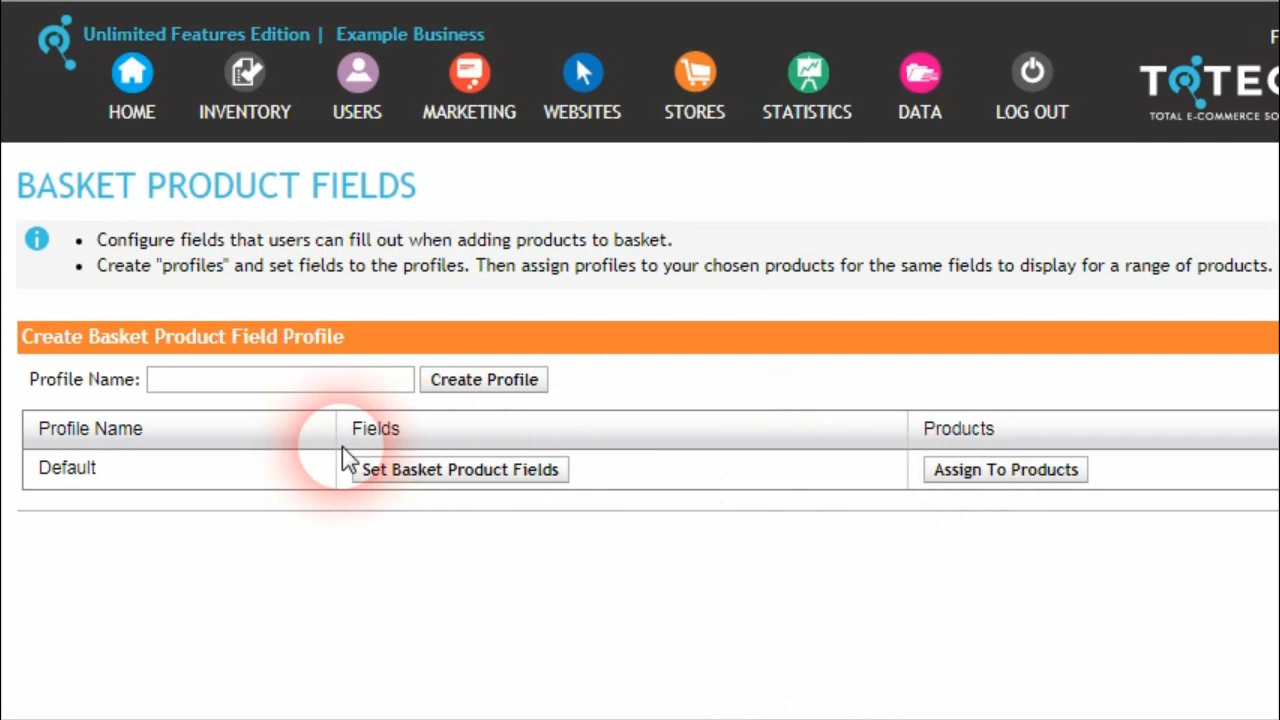 Unlimited Features Edition | Example Business
HOME INVENTORY USERS MARKETING WEBSITES STORES STATISTICS DATA LOG OUT
TOTAL E-COMMERCE
BASKET PRODUCT FIELDS
• Configure fields that users can fill out when adding products to basket.
• Create "profiles" and set fields to the profiles. Then assign profiles to your chosen products for the same fields to display for a range of products.
Create Basket Product Field Profile
Profile Name: Create Profile
Profile Name Fields Products
Default Set Basket Product Fields Assign To Products